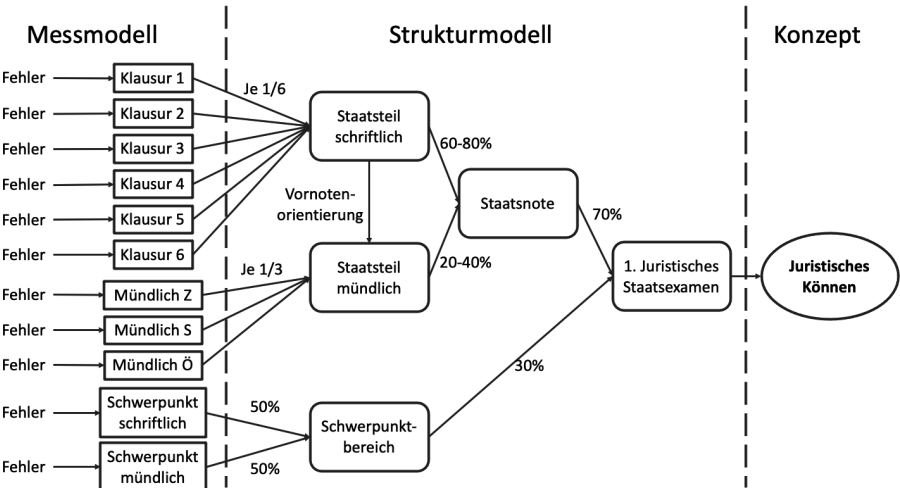 Messmodell
Strukturmodell
Konzept
Fehler
Klausur 1
Fehler
Klausur 2
Fehler
Klausur 3
Fehler
Klausur 4
Fehler
Klausur 5
Fehler
Klausur 6
Fehler
Mündlich Z
Fehler
Mündlich S
Fehler
Mündlich Ö
Fehler
Schwerpunkt
schriftlich
Fehler
Schwerpunkt
mündlich
Je 1/6
Staatsteil
schriftlich
Vornoten-
orientierung
Je 1/3
Staatsteil
mündlich
50%
50%
Schwerpunkt-
bereich
60-80%
20-40%
Staatsnote
70%
30%
1. Juristisches
Staatsexamen
Juristisches
Können